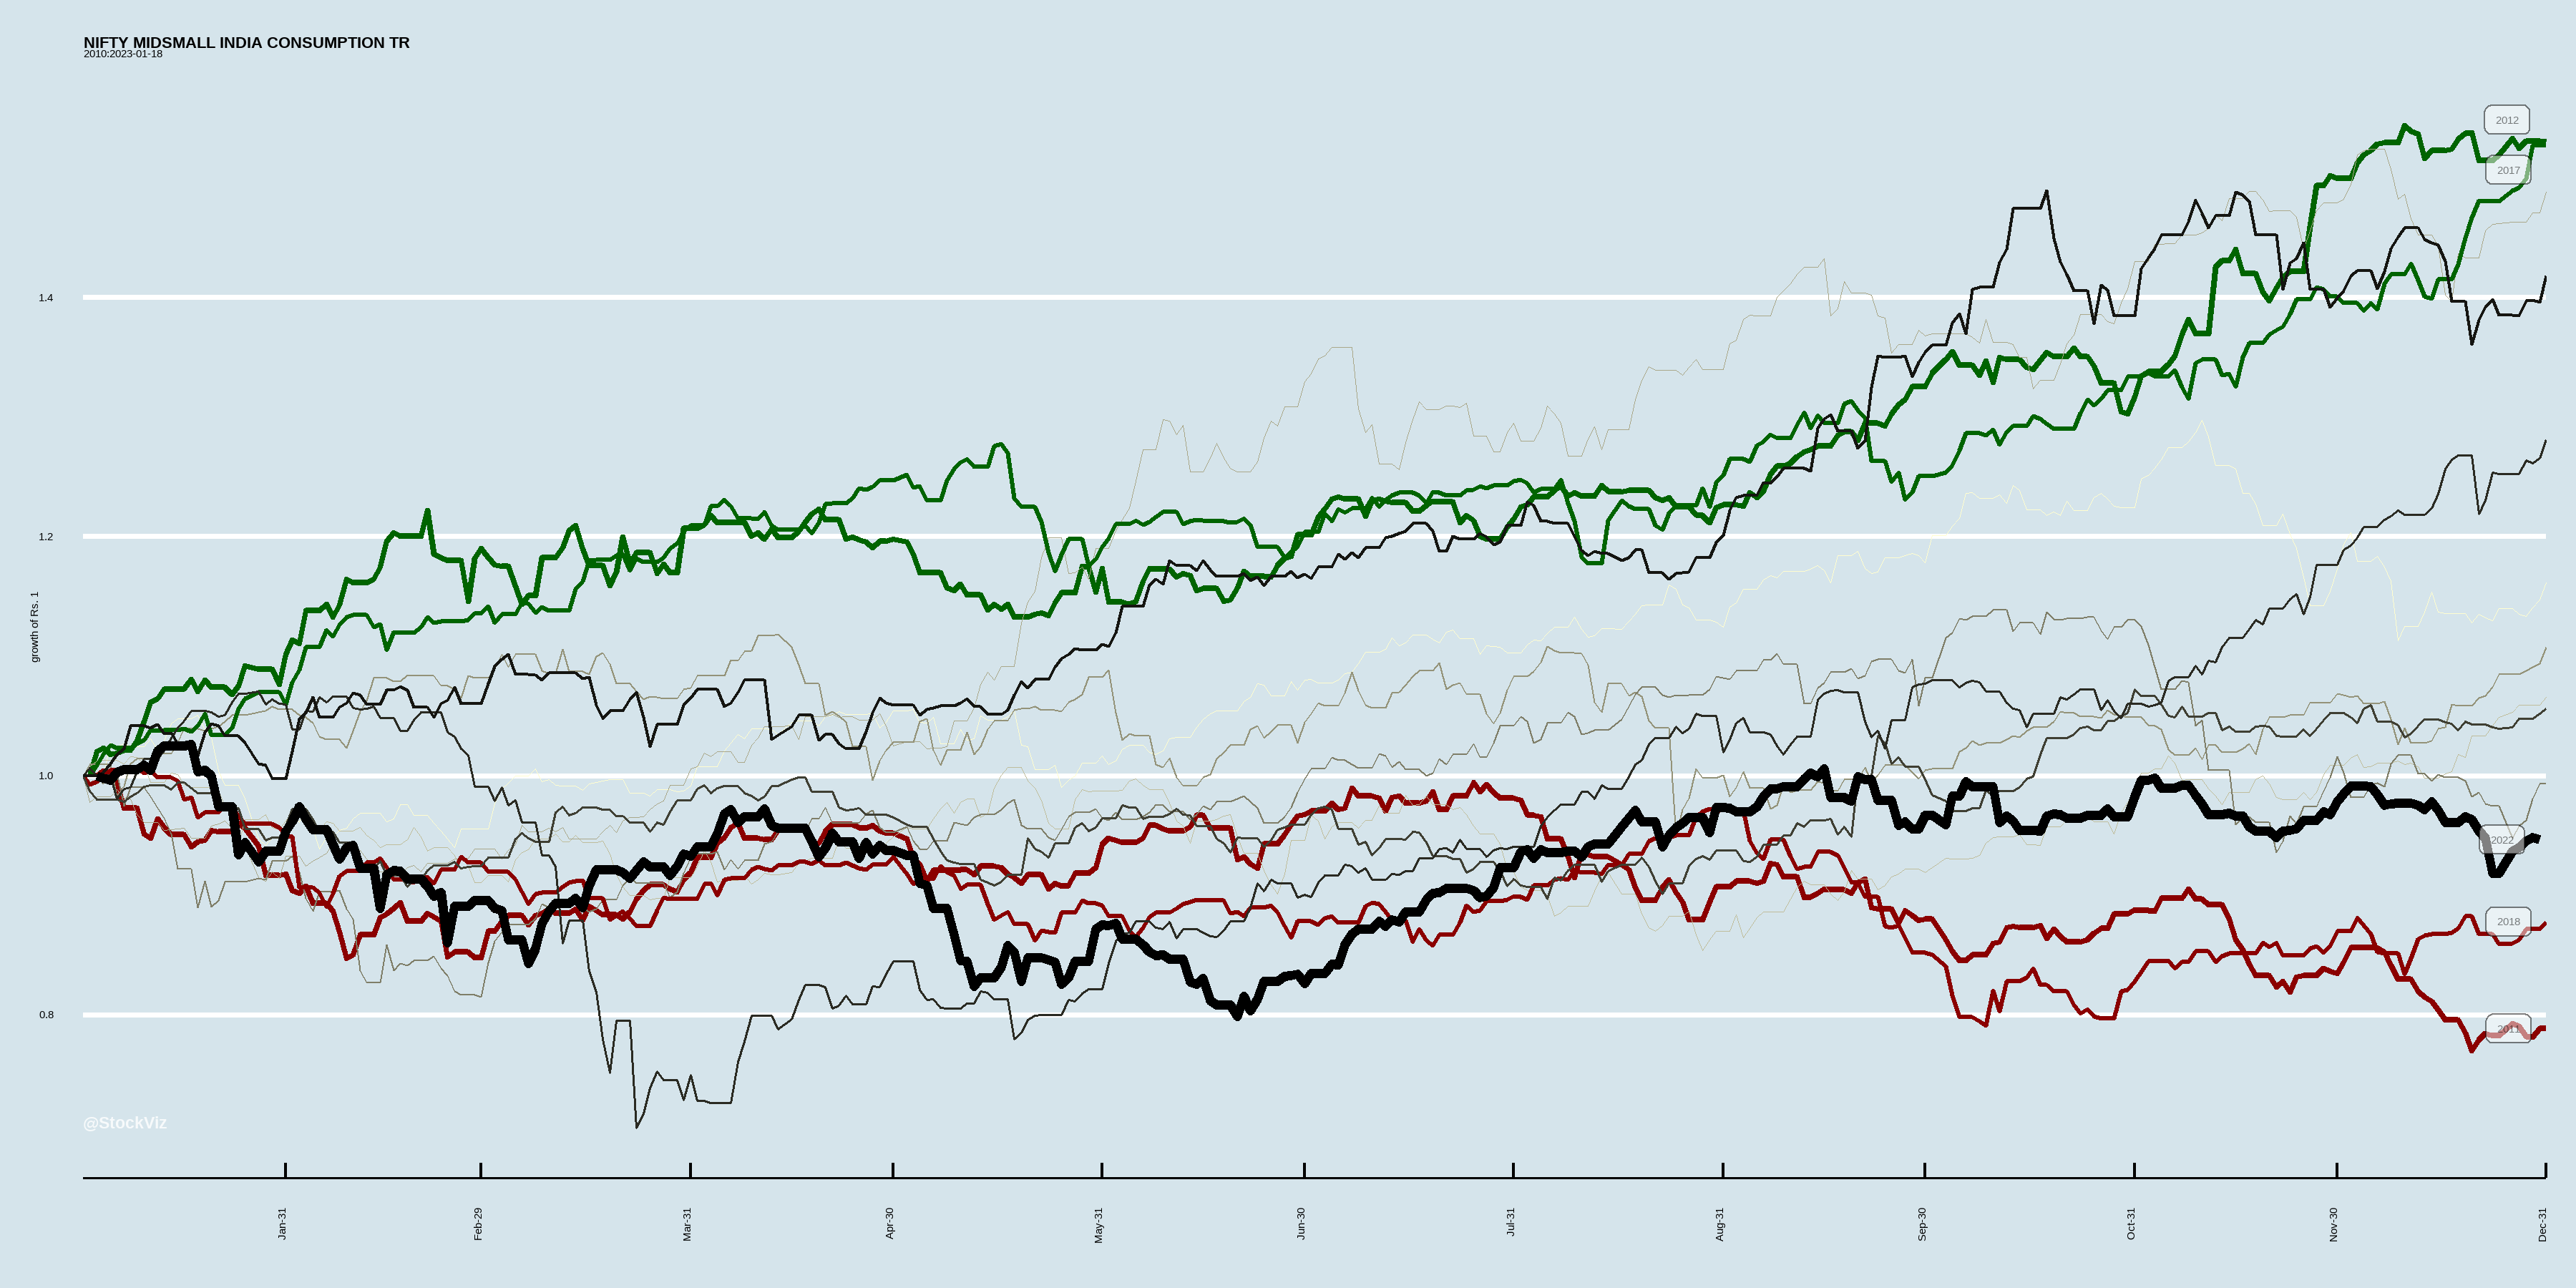 NIFTY MIDSMALL INDIA CONSUMPTION TR
2010:2023-01-18
2012
2017
1.4
1.2
growth of Rs. 1
1.0
2022
2018
0.8
2011
@StockViz
Jan-31
Feb-29
Mar-31
Apr-30
May-31
Jun-30
Jul-31
Aug-31
Sep-30
Oct-31
Nov-30
Dec-31